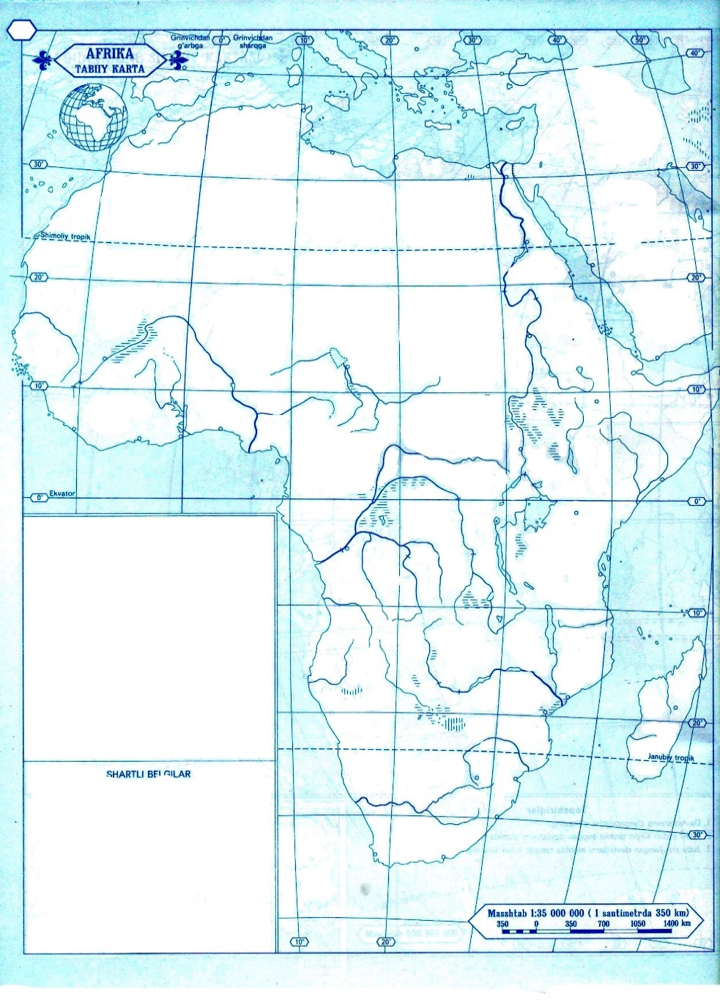 Grinvichdan
g'arbga
0°
Grinvichdan
sharqqa
10°
20°
30°
40°
50°
AFRIKA
TABIIY KARTA
40°
30°
30°
Shimoliy tropik
20°
20°
10°
10°
Ekvator
0°
0°
10°
20°
Janubiy tropik
SHARTLI BELGILAR
30°
Masshtab 1:35 000 000 ( 1 santimetrda 350 km)
350 0 350 700 1050 1400 km
10°
20°